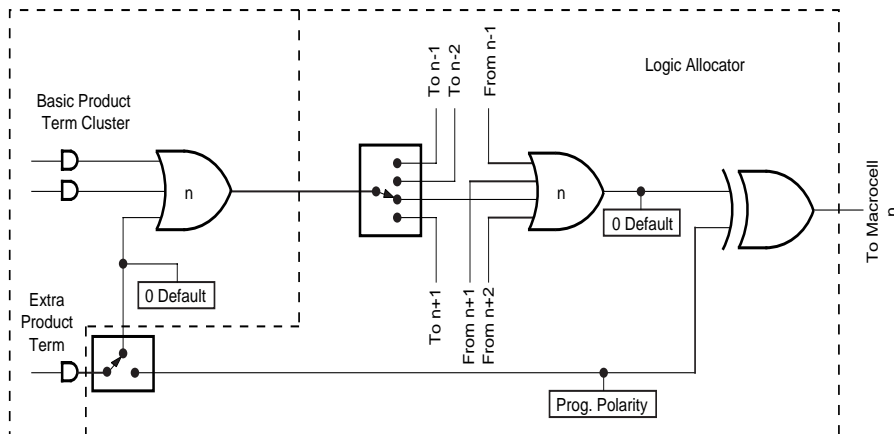 To n-1
To n-2
From n-1
Logic Allocator
Basic Product
Term Cluster
n
n
0 Default
To Macrocell
n
0 Default
Extra
Product
Term
To n+1
From n+1
From n+2
Prog. Polarity